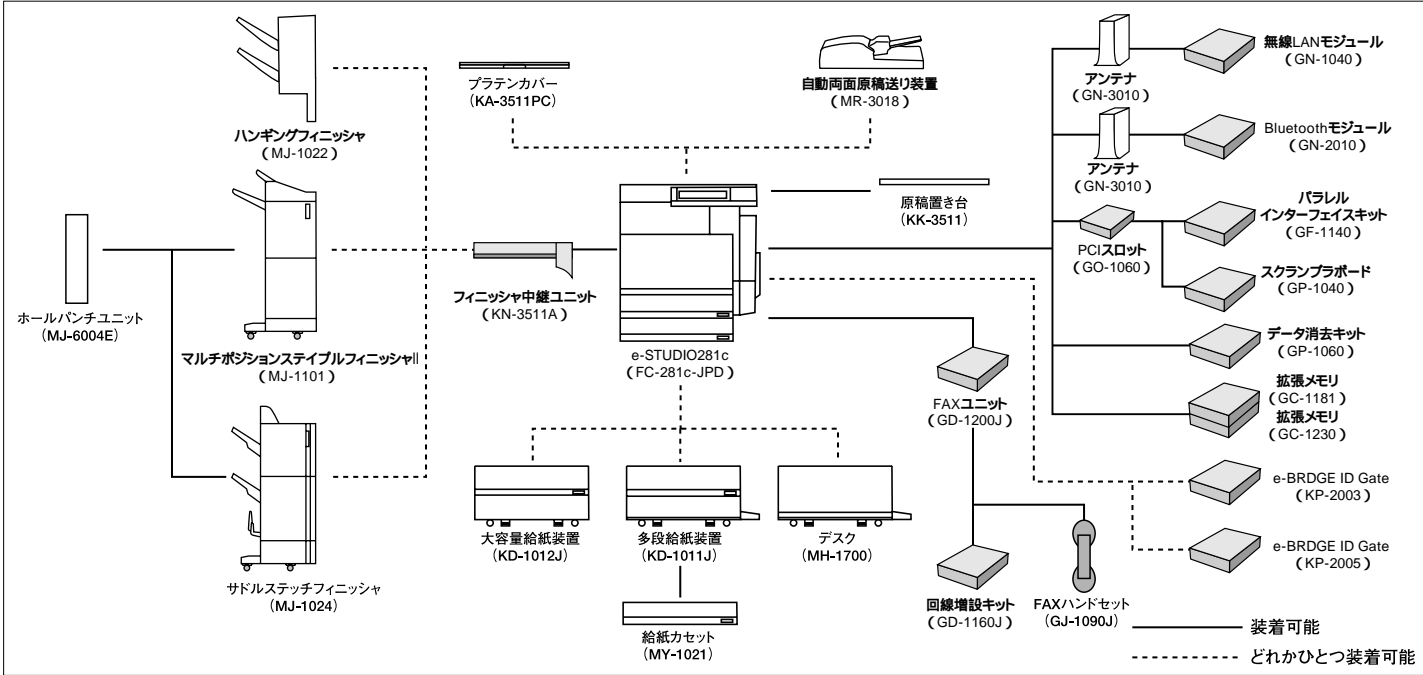 ハンギングフィニッシャ
(MJ-1022)
プラテンカバー
(KA-3511PC)
自動両面原稿送り装置
(MR-3018)
アンテナ
(GN-3010)
無線LANモジュール
(GN-1040)
アンテナ
(GN-3010)
Bluetoothモジュール
(GN-2010)
ホールパンチユニット
(MJ-6004E)
マルチポジションステイプルフィニッシャII
(MJ-1101)
フィニッシャ中継ユニット
(KN-3511A)
e-STUDIO281c
(FC-281c-JPD)
原稿置き台
(KK-3511)
PCIスロット
(GO-1060)
パラレル
インターフェイスキット
(GF-1140)
スクランブラボード
(GP-1040)
データ消去キット
(GP-1060)
拡張メモリ
(GC-1181)
拡張メモリ
(GC-1230)
サドルステッチフィニッシャ
(MJ-1024)
大容量給紙装置
(KD-1012J)
多段給紙装置
(KD-1011J)
デスク
(MH-1700)
給紙カセット
(MY-1021)
FAXユニット
(GD-1200J)
回線増設キット
(GD-1160J)
FAXハンドセット
(GJ-1090J)
e-BRDGE ID Gate
(KP-2003)
e-BRDGE ID Gate
(KP-2005)
装着可能
どれかひとつ装着可能